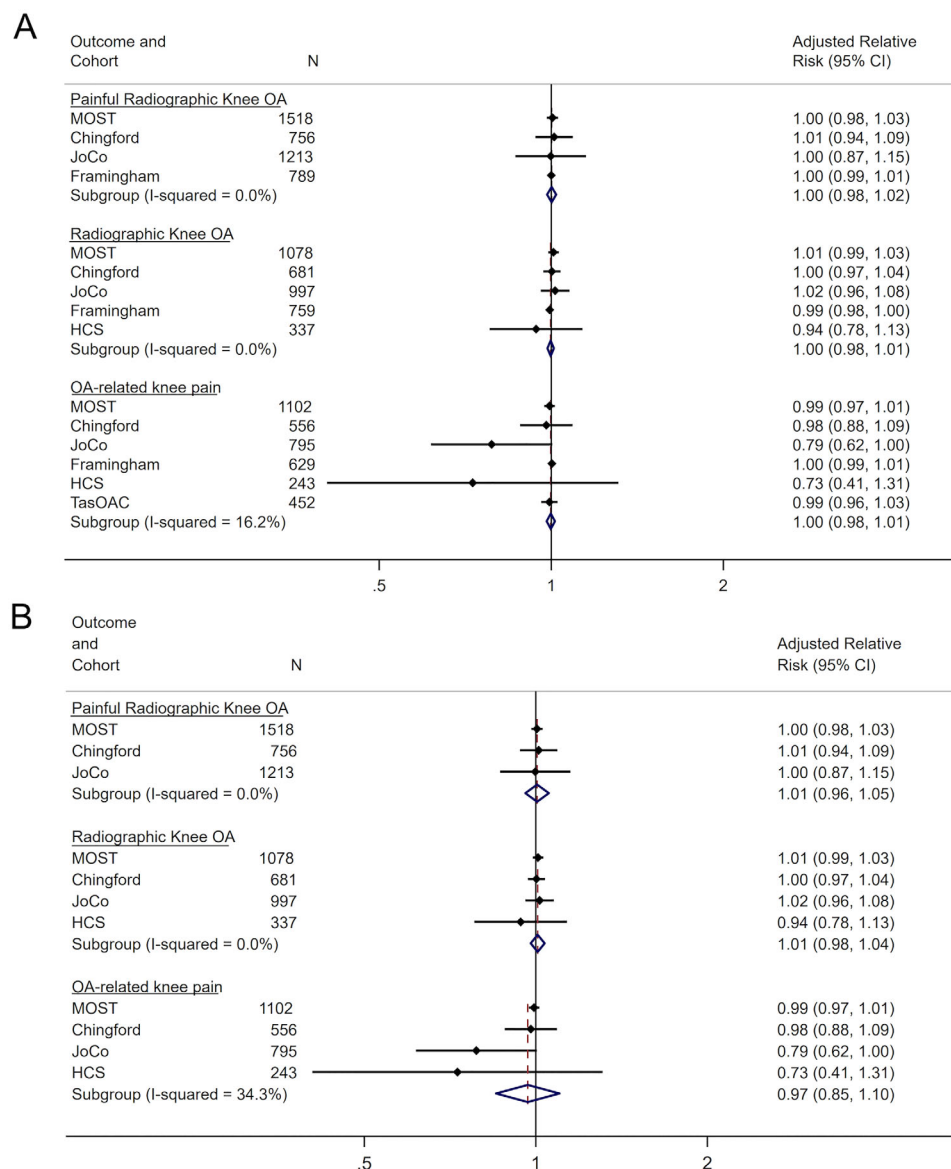 A
Outcome and
Cohort N
Adjusted Relative
Risk (95% CI)
Painful Radiographic Knee OA
MOST 1518 1.00 (0.98, 1.03)
Chingford 756 1.01 (0.94, 1.09)
JoCo 1213 1.00 (0.87, 1.15)
Framingham 789 1.00 (0.99, 1.01)
Subgroup (I-squared = 0.0%) 1.00 (0.98, 1.02)
Radiographic Knee OA
MOST 1078 1.01 (0.99, 1.03)
Chingford 681 1.00 (0.97, 1.04)
JoCo 997 1.02 (0.96, 1.08)
Framingham 759 0.99 (0.98, 1.00)
HCS 337 0.94 (0.78, 1.13)
Subgroup (I-squared = 0.0%) 1.00 (0.98, 1.01)
OA-related knee pain
MOST 1102 0.99 (0.97, 1.01)
Chingford 556 0.98 (0.88, 1.09)
JoCo 795 0.79 (0.62, 1.00)
Framingham 629 1.00 (0.99, 1.01)
HCS 243 0.73 (0.41, 1.31)
TasOAC 452 0.99 (0.96, 1.03)
Subgroup (I-squared = 16.2%) 1.00 (0.98, 1.01)
.5 1 2
B
Outcome
and
Cohort N
Adjusted Relative
Risk (95% CI)
Painful Radiographic Knee OA
MOST 1518 1.00 (0.98, 1.03)
Chingford 756 1.01 (0.94, 1.09)
JoCo 1213 1.00 (0.87, 1.15)
Subgroup (I-squared = 0.0%) 1.01 (0.96, 1.05)
Radiographic Knee OA
MOST 1078 1.01 (0.99, 1.03)
Chingford 681 1.00 (0.97, 1.04)
JoCo 997 1.02 (0.96, 1.08)
HCS 337 0.94 (0.78, 1.13)
Subgroup (I-squared = 0.0%) 1.01 (0.98, 1.04)
OA-related knee pain
MOST 1102 0.99 (0.97, 1.01)
Chingford 556 0.98 (0.88, 1.09)
JoCo 795 0.79 (0.62, 1.00)
HCS 243 0.73 (0.41, 1.31)
Subgroup (I-squared = 34.3%) 0.97 (0.85, 1.10)
.5 1 2